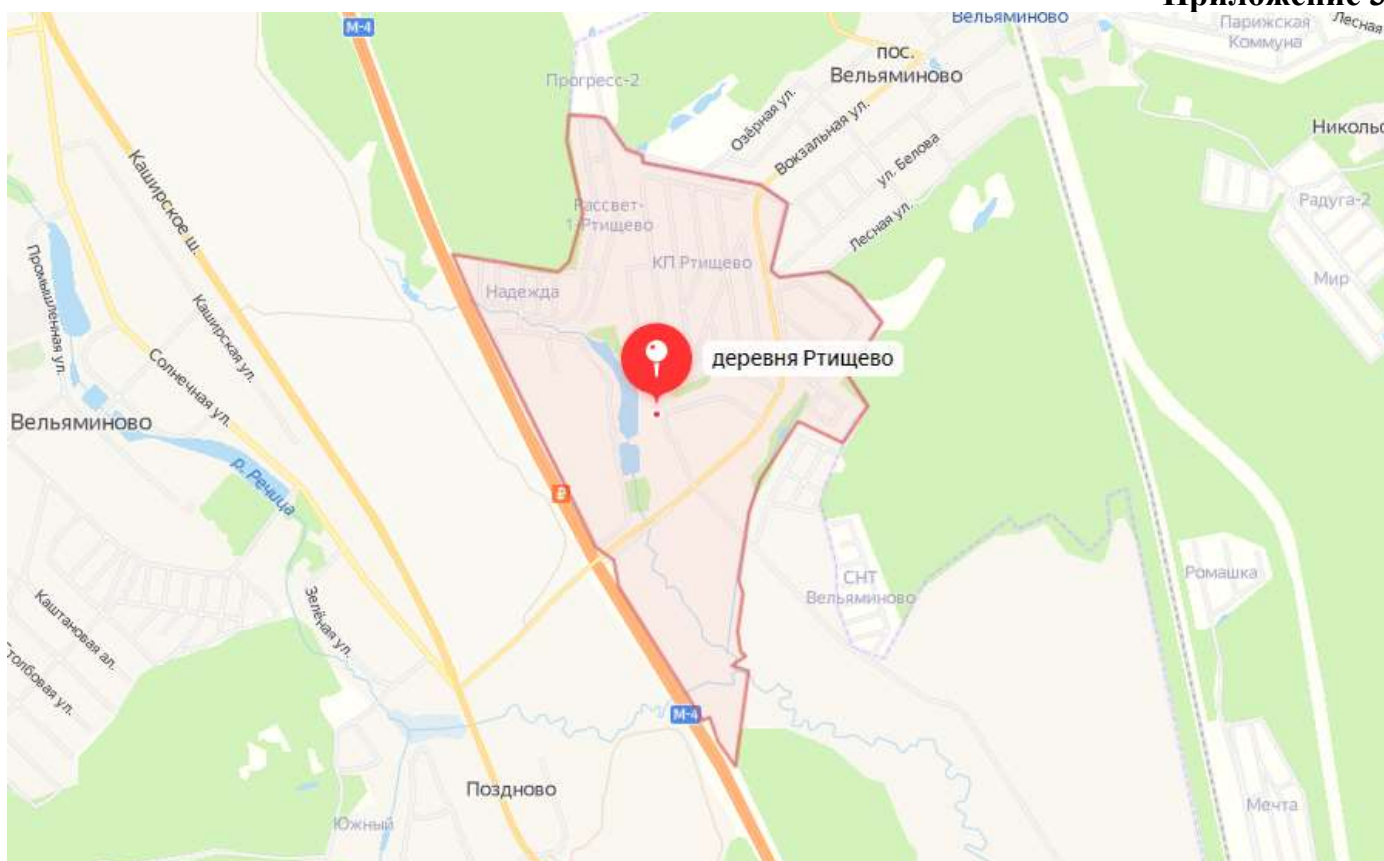 Приложение 3
М-4
Вельяминово
Парижская
Коммуна
Лесная
пос.
Вельяминово
Прогресс-2
Озёрная ул.
Вокзальная ул.
ул. Белова
Лесная ул.
Никольс
Каширское ш.
Рассвет-
1-Ртищево
КП Ртищево
Радуга-2
Мир
Надежда
Промышленная ул.
Каширская ул.
деревня Ртищево
Солнечная ул.
Вельяминово
р. Речица
₽
СНТ
Вельяминово
Ромашка
Зелёная ул.
Каштановая ал.
Столбовая ул.
М-4
Поздново
Южный
Мечта